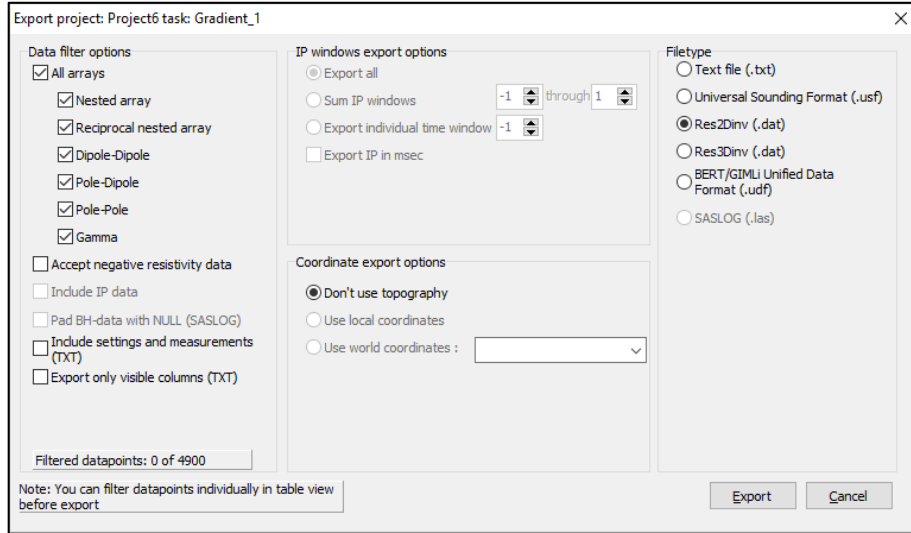 Export project: Project6 task: Gradient_1
Data filter options
All arrays
Nested array
Reciprocal nested array
Dipole-Dipole
Pole-Dipole
Pole-Pole
Gamma
Accept negative resistivity data
Include IP data
Pad BH-data with NULL (SASLOG)
Include settings and measurements
(TXT)
Export only visible columns (TXT)
Filtered datapoints: 0 of 4900
Note: You can filter datapoints individually in table view
before export
IP windows export options
Export all
Sum IP windows -1 through 1
Export individual time window -1
Export IP in msec
Coordinate export options
Don't use topography
Use local coordinates
Use world coordinates :
Filetype
Text file (.txt)
Universal Sounding Format (.usf)
Res2Dinv (.dat)
Res3Dinv (.dat)
BERT/GIMLi Unified Data
Format (.udf)
SASLOG (.las)
Export
Cancel